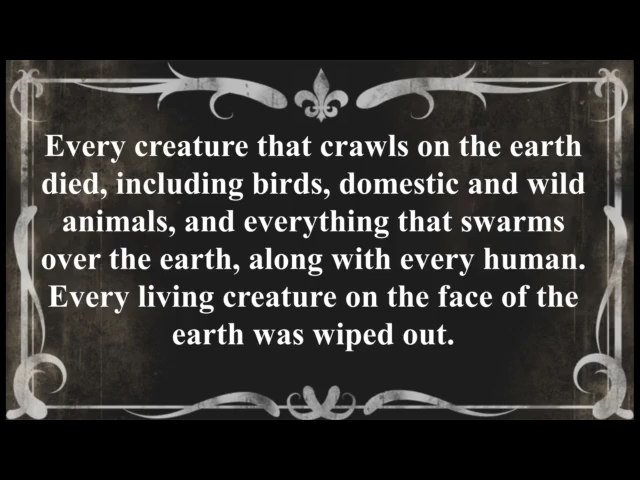 Every creature that crawls on the earth
died, including birds, domestic and wild
animals, and everything that swarms
over the earth, along with every human.
Every living creature on the face of the
earth was wiped out.